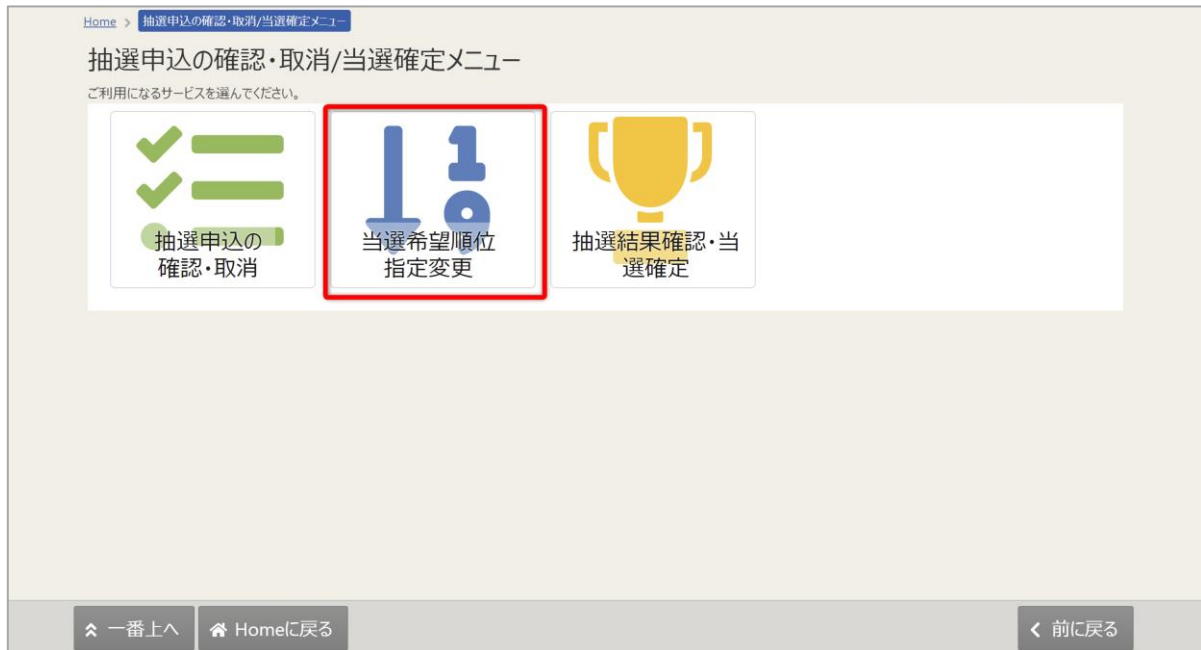 Home > 抽選申込の確認・取消/当選確定メニュー
抽選申込の確認・取消/当選確定メニュー
ご利用になるサービスを選んでください。
抽選申込の
確認・取消
当選希望順位
指定変更
抽選結果確認・当
選確定
一番上へ
Homeに戻る
前に戻る